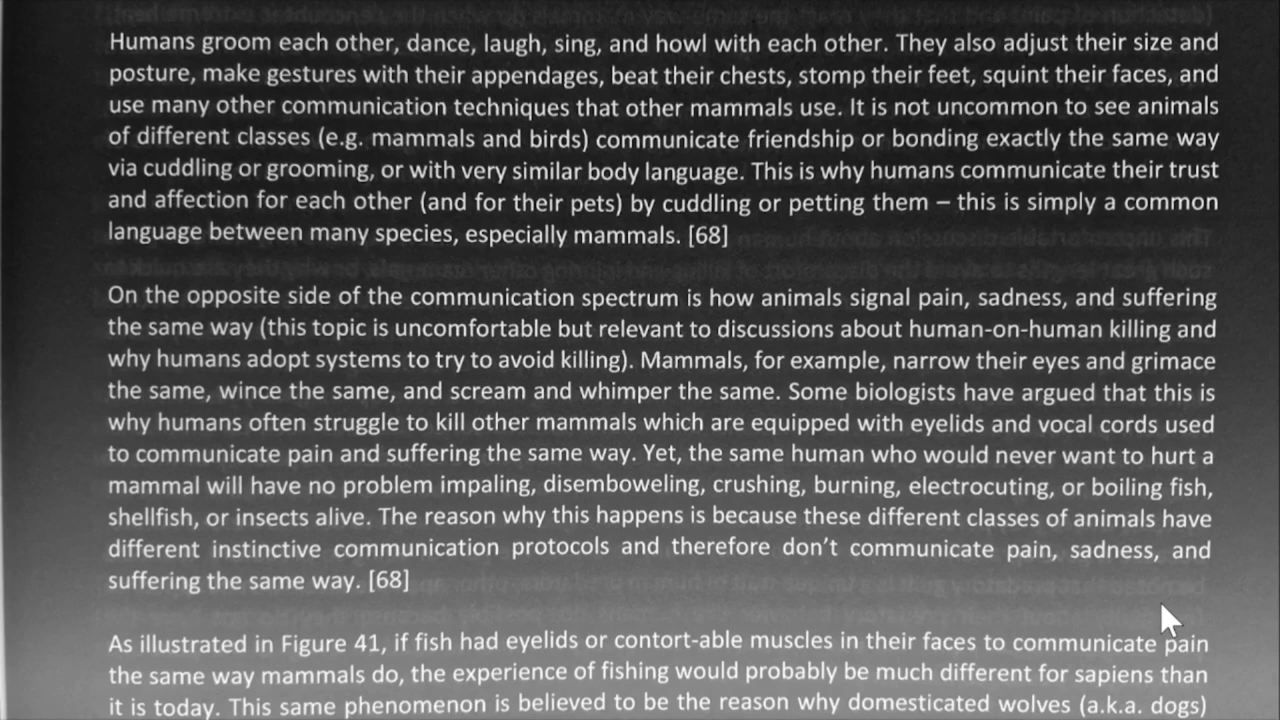 Humans groom each other, dance, laugh, sing, and howl with each other. They also adjust their size and
posture, make gestures with their appendages, beat their chests, stomp their feet, squint their faces, and
use many other communication techniques that other mammals use. It is not uncommon to see animals
of different classes (e.g. mammals and birds) communicate friendship or bonding exactly the same way
via cuddling or grooming, or with very similar body language. This is why humans communicate their trust
and affection for each other (and for their pets) by cuddling or petting them – this is simply a common
language between many species, especially mammals. [68]
On the opposite side of the communication spectrum is how animals signal pain, sadness, and suffering
the same way (this topic is uncomfortable but relevant to discussions about human-on-human killing and
why humans adopt systems to try to avoid killing). Mammals, for example, narrow their eyes and grimace
the same, wince the same, and scream and whimper the same. Some biologists have argued that this is
why humans often struggle to kill other mammals which are equipped with eyelids and vocal cords used
to communicate pain and suffering the same way. Yet, the same human who would never want to hurt a
mammal will have no problem impaling, disemboweling, crushing, burning, electrocuting, or boiling fish,
shellfish, or insects alive. The reason why this happens is because these different classes of animals have
different instinctive communication protocols and therefore don't communicate pain, sadness, and
suffering the same way. [68]
As illustrated in Figure 41, if fish had eyelids or contort-able muscles in their faces to communicate pain
the same way mammals do, the experience of fishing would probably be much different for sapiens than
it is today. This same phenomenon is believed to be the reason why domesticated wolves (a.k.a. dogs)